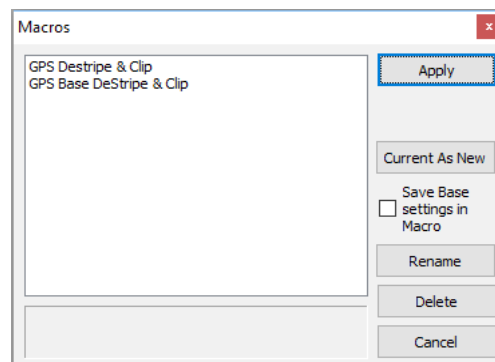 Macros
x
GPS Destripe & Clip
GPS Base DeStripe & Clip
Apply
Current As New
Save Base
settings in
Macro
Rename
Delete
Cancel